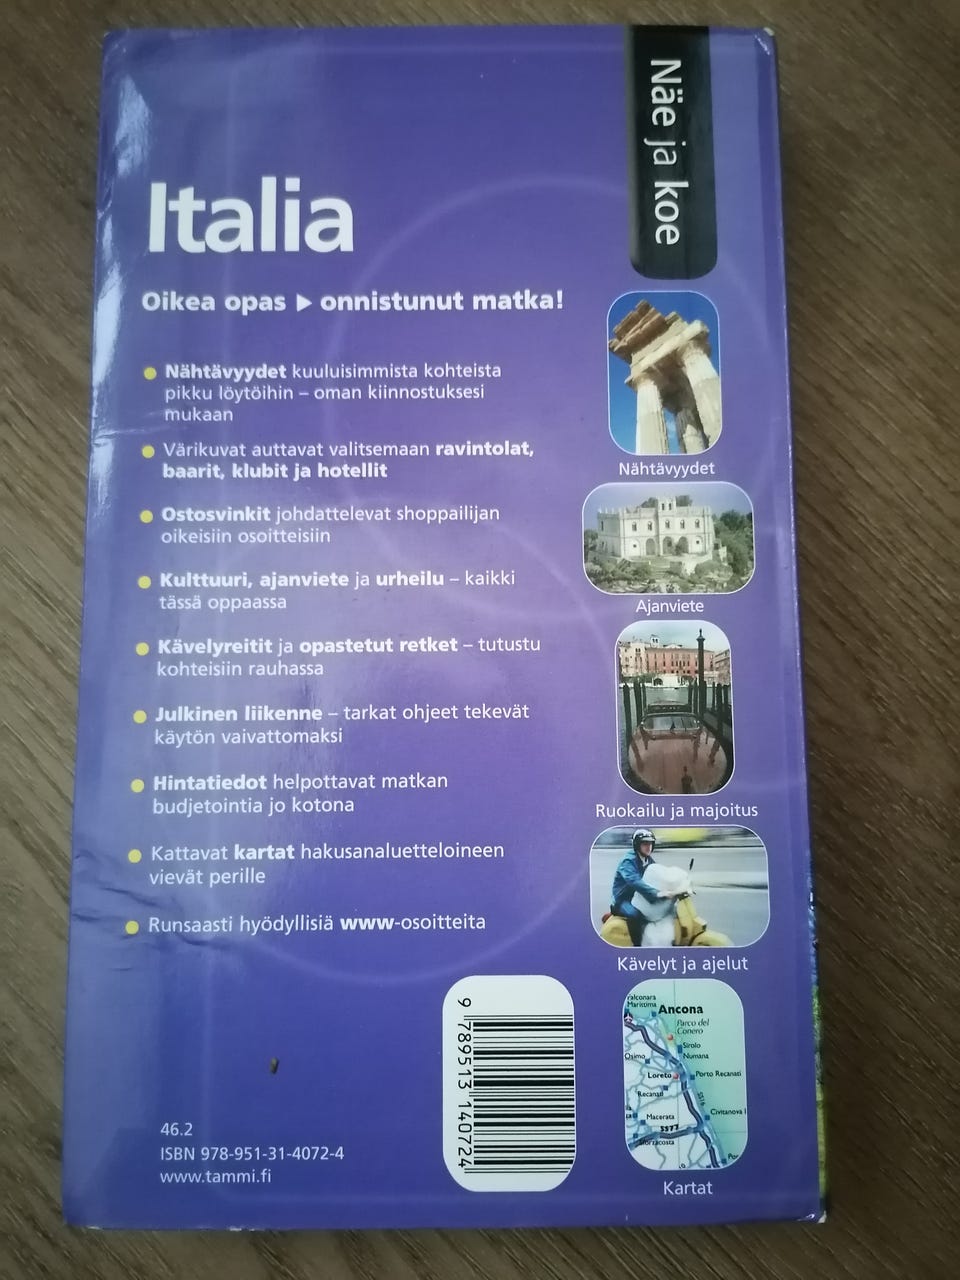 Näe ja koe
Italia
Oikea opas ▶ onnistunut matka!
● Nähtävyydet kuuluisimmista kohteista
pikku löytöihin – oman kiinnostuksesi
mukaan
● Värikuvat auttavat valitsemaan ravintolat,
baarit, klubit ja hotellit
● Ostosvinkit johdattelevat shoppailijan
oikeisiin osoitteisiin
● Kulttuuri, ajanviete ja urheilu – kaikki
tässä oppaassa
● Kävelyreitit ja opastetut retket – tutustu
kohteisiin rauhassa
● Julkinen liikenne – tarkat ohjeet tekevät
käytön vaivattomaksi
● Hintatiedot helpottavat matkan
budjetointia jo kotona
● Kattavat kartat hakusanaluetteloineen
vievät perille
● Runsaasti hyödyllisiä www-osoitteita
46.2
ISBN 978-951-31-4072-4
www.tammi.fi
9 789513 140724
Nähtävyydet
Ajanviete
Ruokailu ja majoitus
Kävelyt ja ajelut
Falconara
Marittima
Ancona
Parco del
Conero
Sirolo
Osimo
Numana
Loreto
Porto Recanati
Recanati
SS16
Civitanova
Macerata
SS77
Kartat